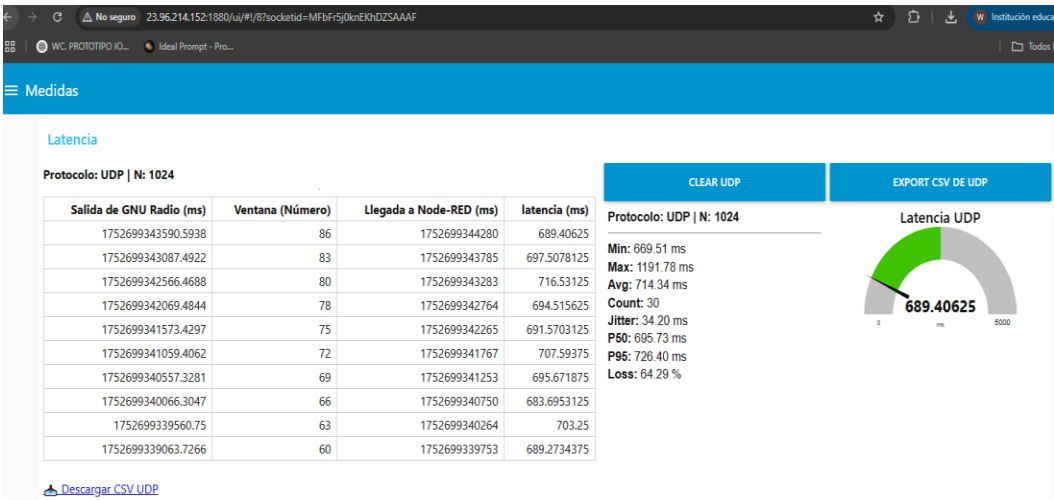 No seguro 23.96.214.152:1880/ui/#!/8?socketid=MFbFr5j0knEKhDZSAAAF
W Institución educa
WC. PROTOTIPO IO... Ideal Prompt - Pro... Todos
Medidas
Latencia
Protocolo: UDP | N: 1024
Salida de GNU Radio (ms) Ventana (Número) Llegada a Node-RED (ms) latencia (ms)
1752699343590.5938 86 1752699344280 689.40625
1752699343087.4922 83 1752699343785 697.5078125
1752699342566.4688 80 1752699343283 716.53125
1752699342069.4844 78 1752699342764 694.515625
1752699341573.4297 75 1752699342265 691.5703125
1752699341059.4062 72 1752699341767 707.59375
1752699340557.3281 69 1752699341253 695.671875
1752699340066.3047 66 1752699340750 683.6953125
1752699339560.75 63 1752699340264 703.25
1752699339063.7266 60 1752699339753 689.2734375
Descargar CSV UDP
CLEAR UDP
Protocolo: UDP | N: 1024
Min: 669.51 ms
Max: 1191.78 ms
Avg: 714.34 ms
Count: 30
Jitter: 34.20 ms
P50: 695.73 ms
P95: 726.40 ms
Loss: 64.29 %
EXPORT CSV DE UDP
Latencia UDP
689.40625
0 ms 5000